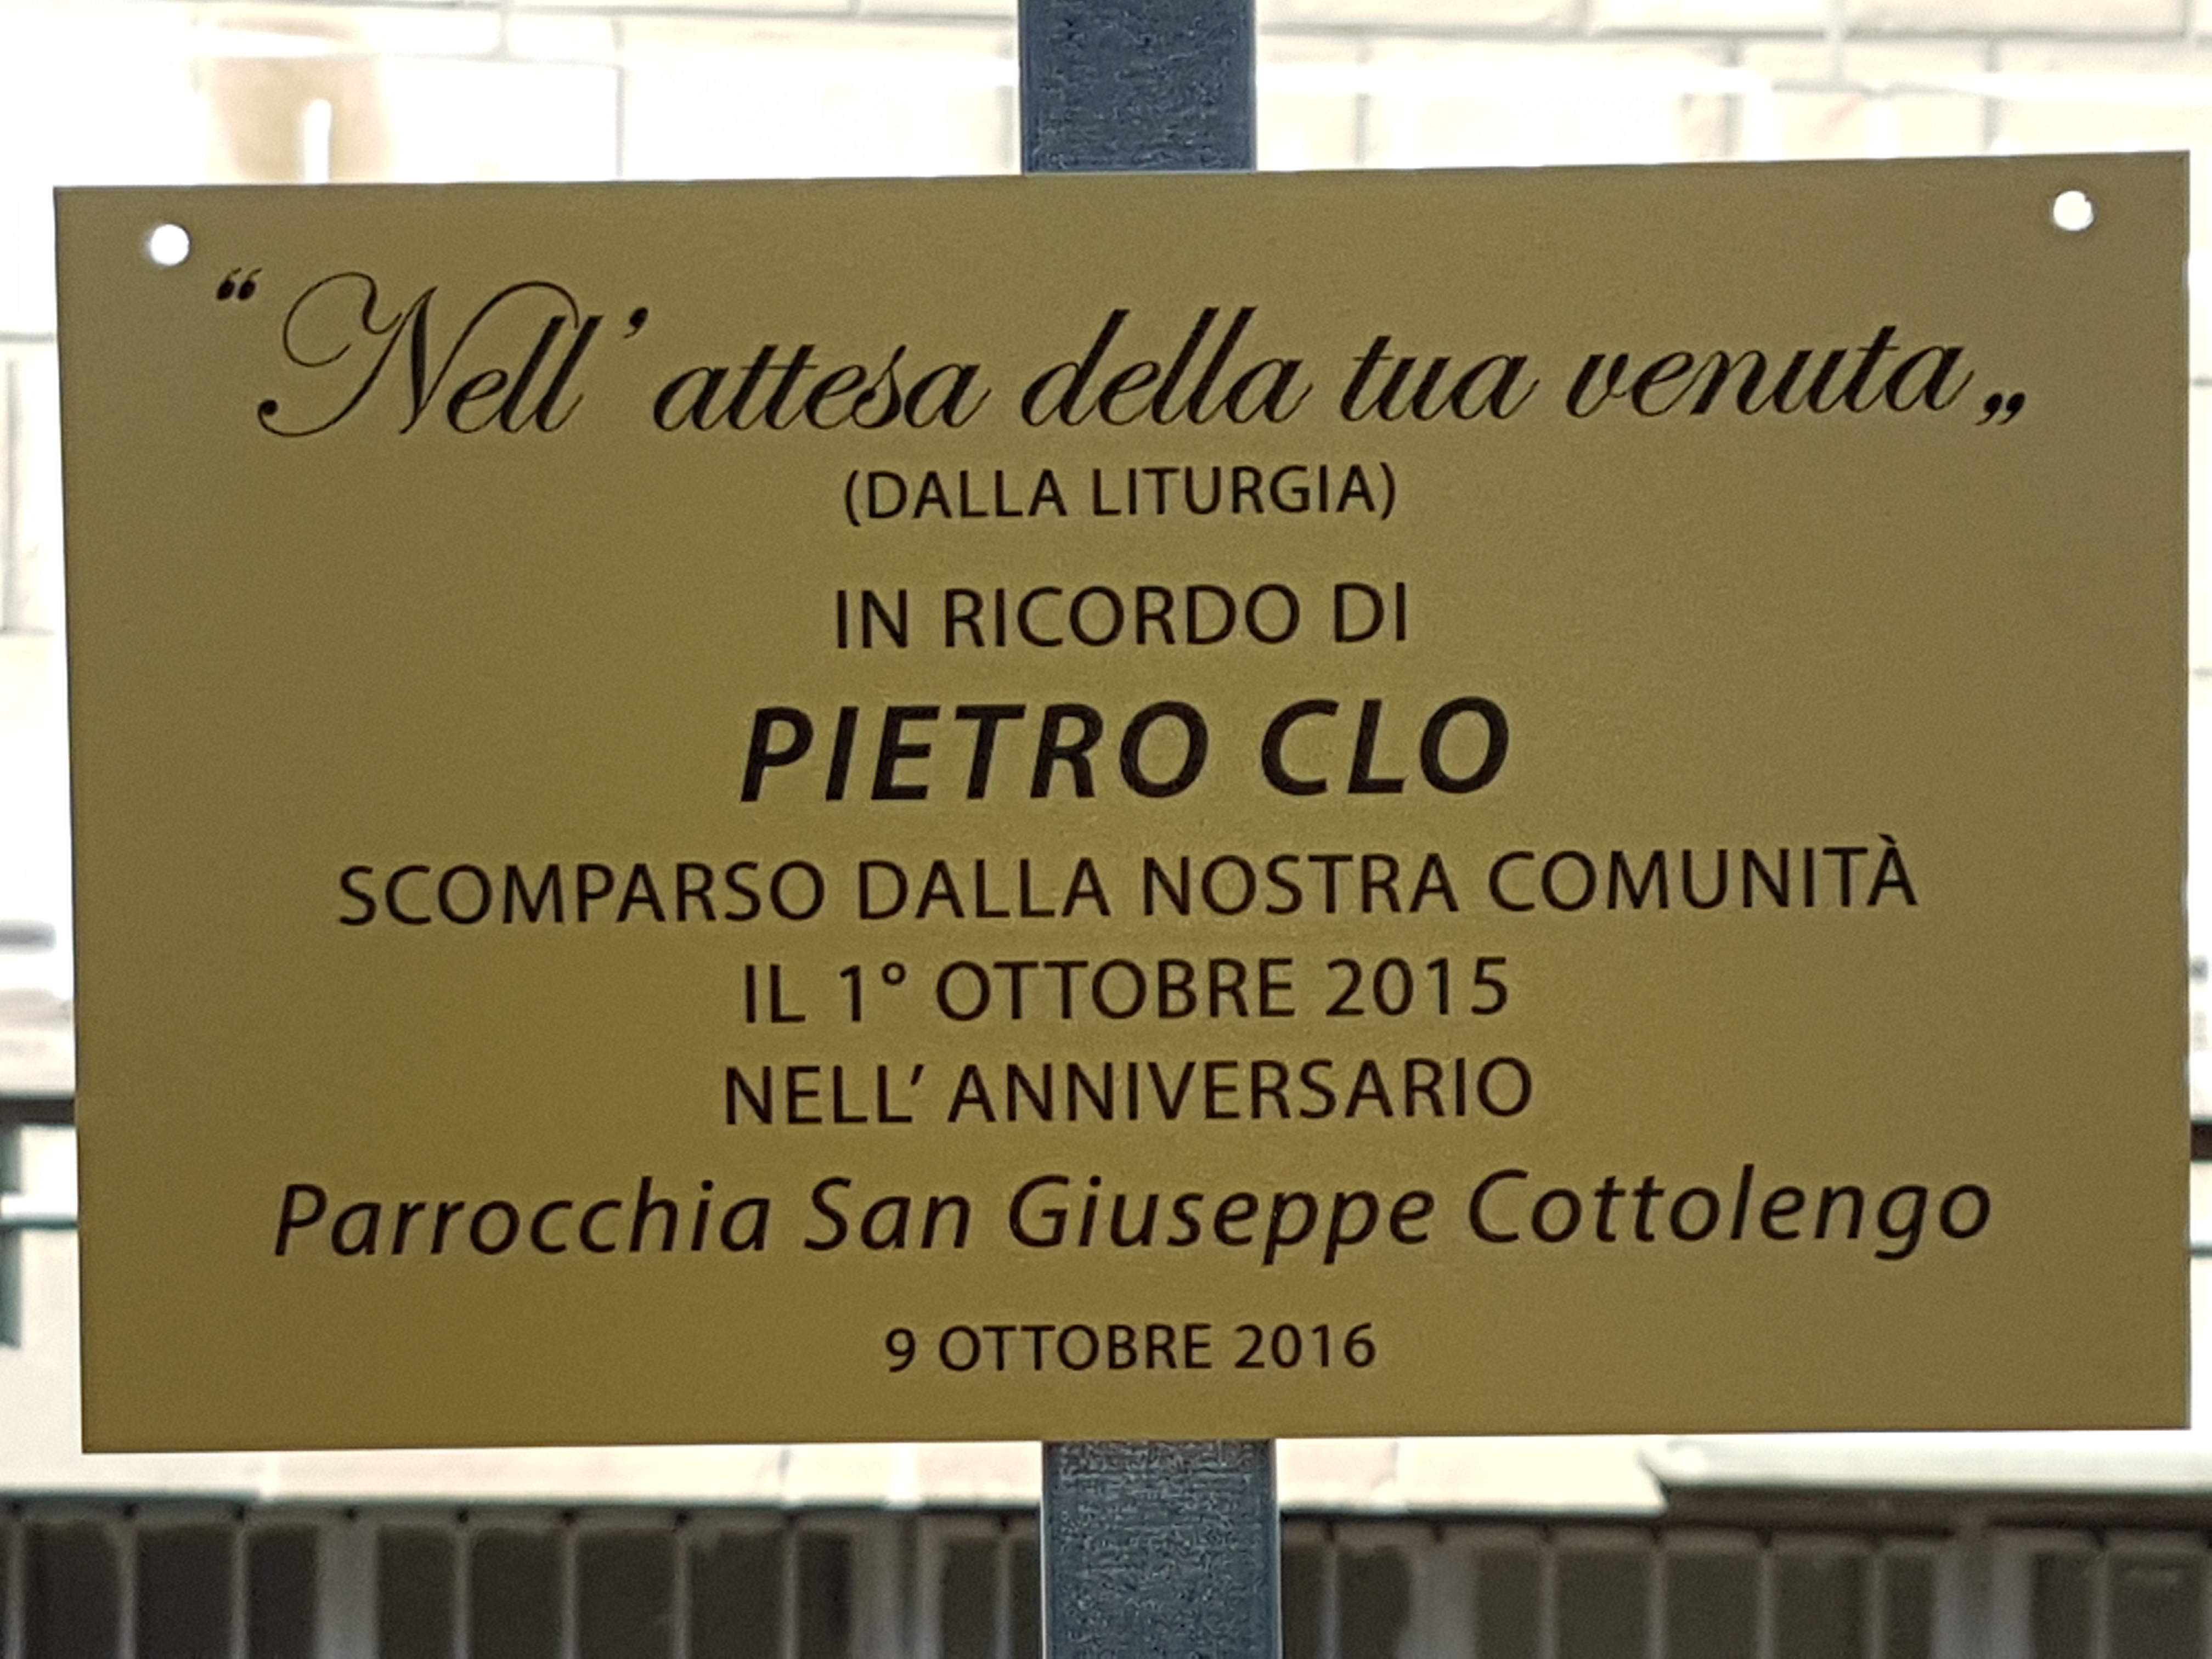 “Nell’ attesa della tua venuta„
(DALLA LITURGIA)
IN RICORDO DI
PIETRO CLO
SCOMPARSO DALLA NOSTRA COMUNITÀ
IL 1° OTTOBRE 2015
NELL’ ANNIVERSARIO
Parrocchia San Giuseppe Cottolengo
9 OTTOBRE 2016